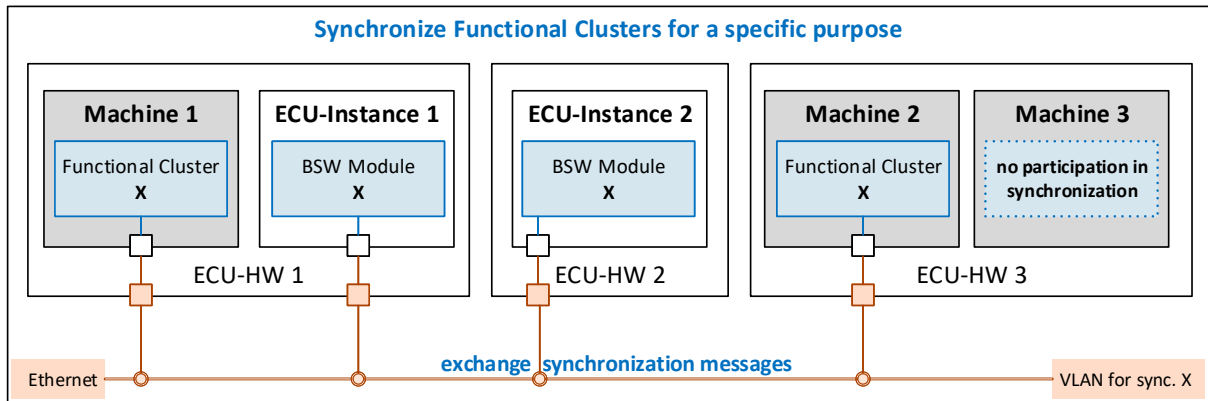 Synchronize Functional Clusters for a specific purpose
Machine 1
Functional Cluster
X
ECU-Instance 1
BSW Module
X
ECU-HW 1
ECU-Instance 2
BSW Module
X
ECU-HW 2
Machine 2
Functional Cluster
X
Machine 3
no participation in
synchronization
ECU-HW 3
Ethernet
exchange synchronization messages
VLAN for sync. X